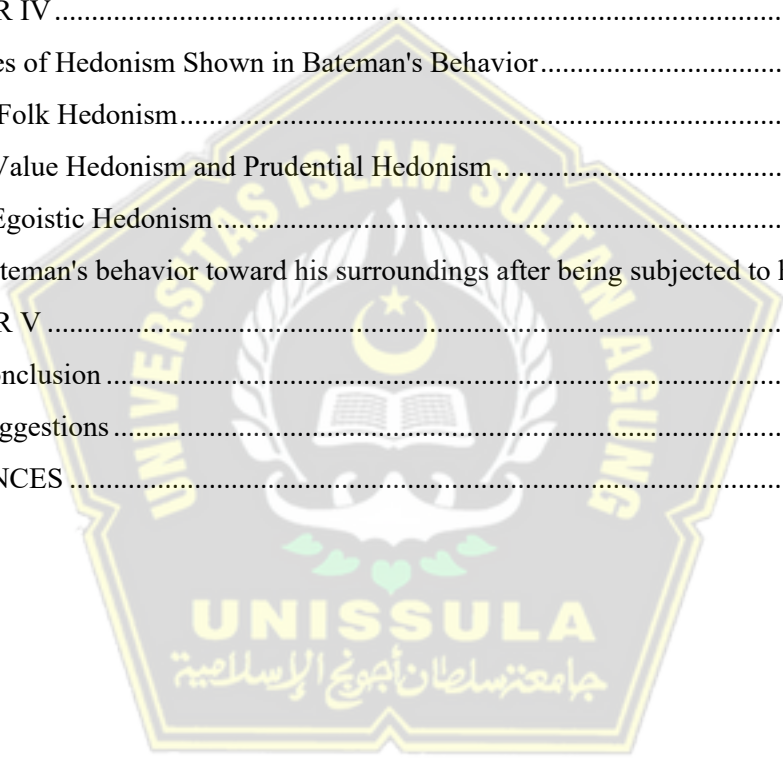 R IV ....................................................................
es of Hedonism Shown in Bateman's Behavior ....................................
Folk Hedonism ....................................................................
Value Hedonism and Prudential Hedonism ....................................
Egoistic Hedonism ....................................................................
teman's behavior toward his surroundings after being subjected to h
R V ....................................................................
nclusion ....................................................................
ggestions ....................................................................
NCES ....................................................................
UNIVERSITAS ISLAM SULTAN AGUNG
UNISSULA
جامعة سلطان أجونج الإسلامية